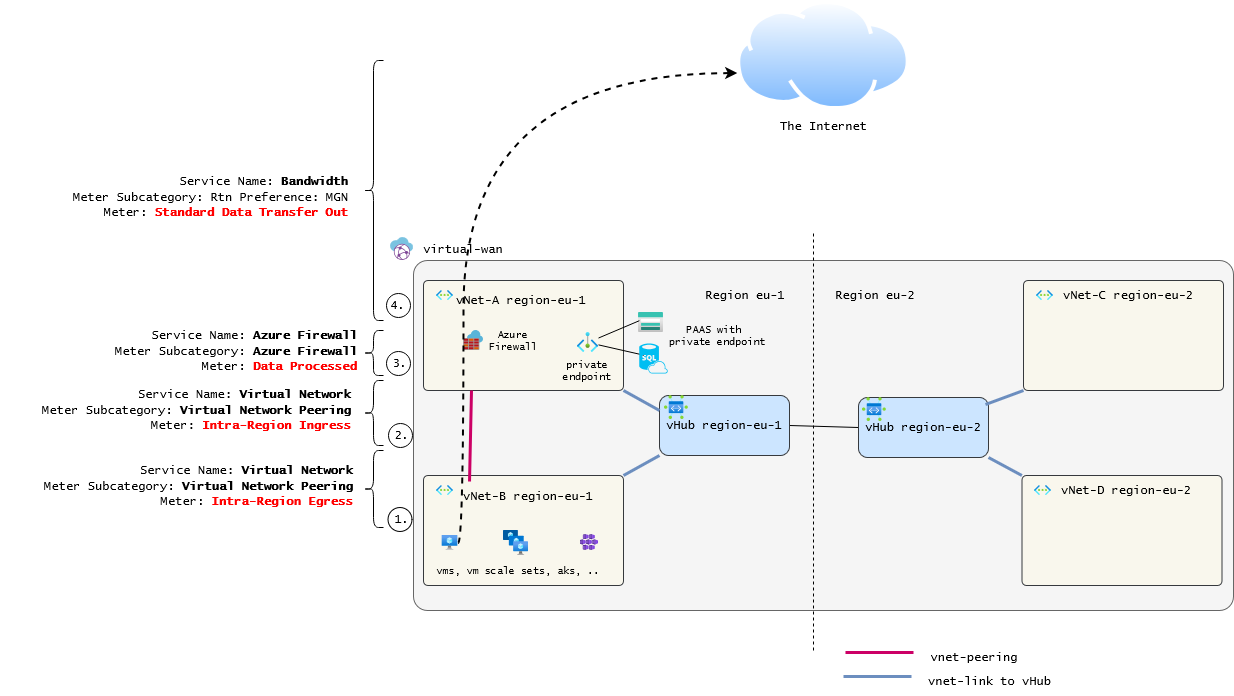 The Internet
Service Name: Bandwidth
Meter Subcategory: Rtn Preference: MGN
Meter: Standard Data Transfer Out
virtual-wan
4.
vNet-A region-eu-1
Region eu-1
Region eu-2
vNet-C region-eu-2
Service Name: Azure Firewall
Meter Subcategory: Azure Firewall
Meter: Data Processed
3.
Azure
Firewall
PAAS with
private endpoint
SQL
private
endpoint
Service Name: Virtual Network
Meter Subcategory: Virtual Network Peering
Meter: Intra-Region Ingress
2.
vHub region-eu-1
vHub region-eu-2
Service Name: Virtual Network
Meter Subcategory: Virtual Network Peering
Meter: Intra-Region Egress
1.
vNet-B region-eu-1
vNet-D region-eu-2
vms, vm scale sets, aks, ..
vnet-peering
vnet-link to vHub